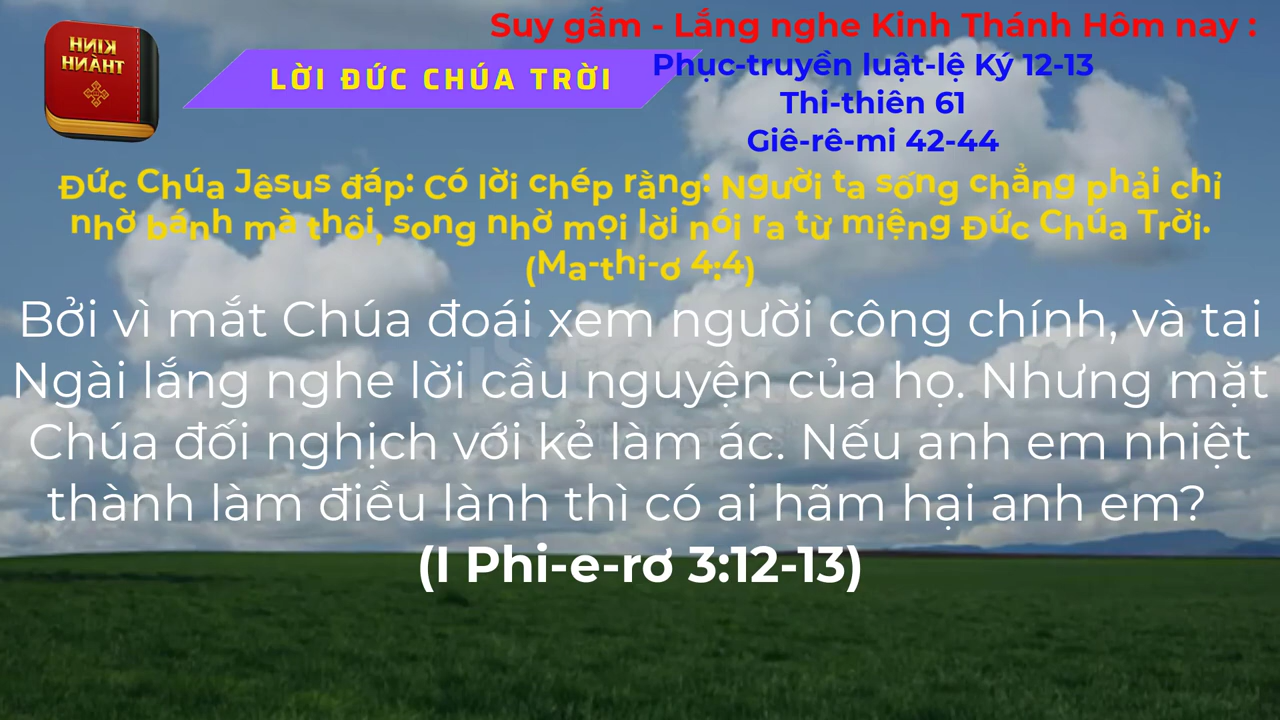 Suy gẫm - Lắng nghe Kinh Thánh Hôm nay :
KINH
THÁNH
LỜI ĐỨC CHÚA TRỜI
Phục-truyền luật-lệ Ký 12-13
Thi-thiên 61
Giê-rê-mi 42-44
Đức Chúa Jêsus đáp: Có lời chép rằng: Người ta sống chẳng phải chỉ
nhờ bánh mà thôi, song nhờ mọi lời nói ra từ miệng Đức Chúa Trời.
(Ma-thi-ơ 4:4)
Bởi vì mắt Chúa đoái xem người công chính, và tai
Ngài lắng nghe lời cầu nguyện của họ. Nhưng mặt
Chúa đối nghịch với kẻ làm ác. Nếu anh em nhiệt
thành làm điều lành thì có ai hãm hại anh em?
(I Phi-e-rơ 3:12-13)